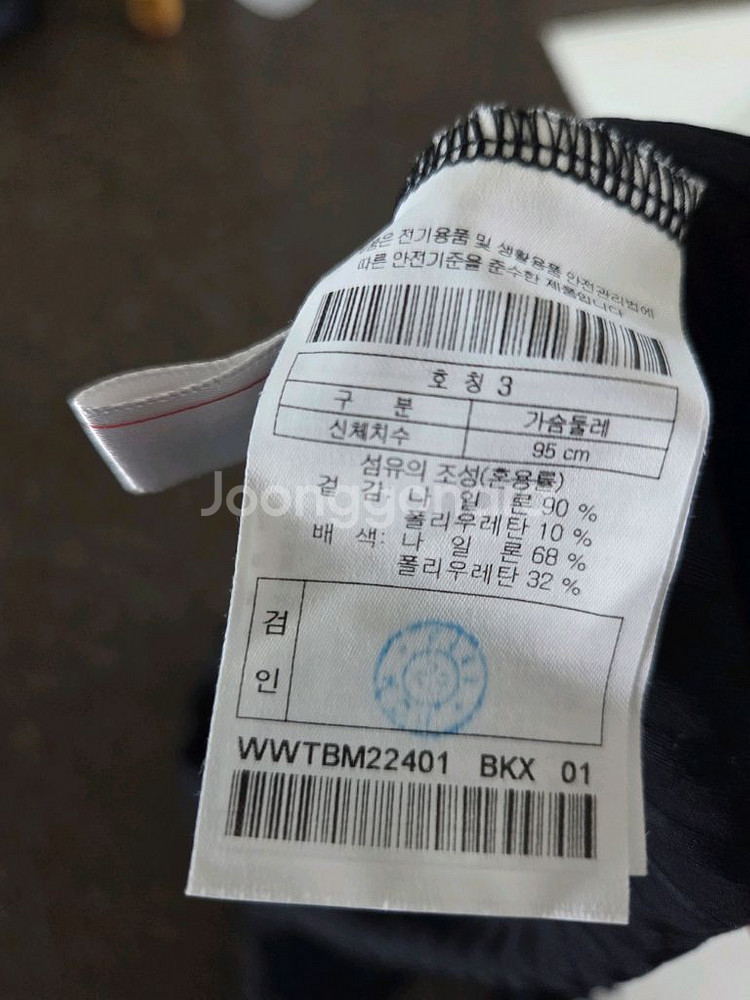 은 전기용품 및 생활용품 안전관리법에
따른 안전기준을 준수한 제품입니다
호 칭 3
구 분 가슴둘레
신체치수 95 cm
섬유의 조성(혼용률)
겉 감: 나 일 론 90 %
폴리우레탄 10 %
배 색: 나 일 론 68 %
폴리우레탄 32 %
검
인
WWTBM22401 BKX 01